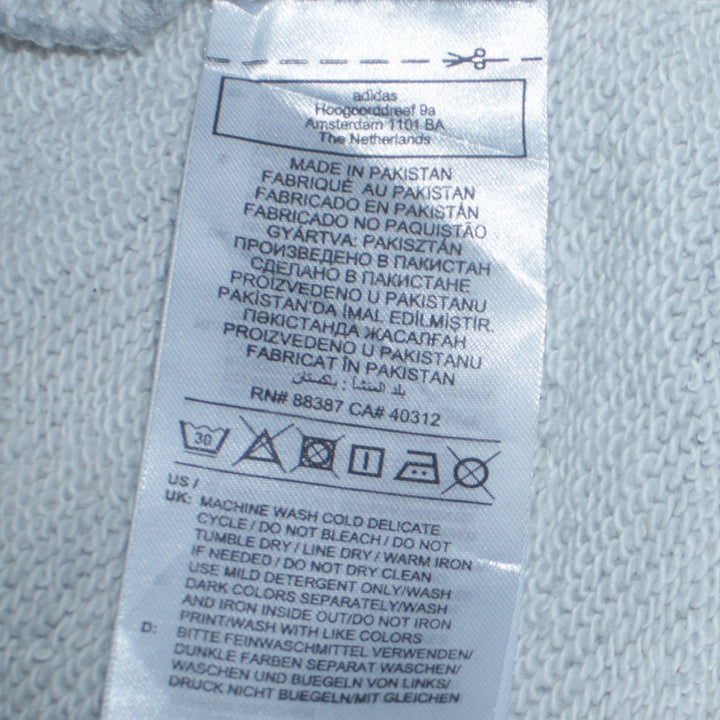 adidas
Hoogoorddreef 9a
Amsterdam 1101 BA
The Netherlands
MADE IN PAKISTAN
FABRIQUÉ AU PAKISTAN
FABRICADO EN PAKISTÁN
FABRICADO NO PAQUISTÃO
GYÁRTVA: PAKISZTÁN
ПРОИЗВЕДЕНО В ПАКИСТАН
СДЕЛАНО В ПАКИСТАНЕ
PROIZVEDENO U PAKISTANU
PAKİSTAN'DA İMAL EDİLMİŞTİR.
ПӘКІСТАНДА ЖАСАЛҒАН
PROIZVEDENO U PAKISTANU
FABRICAT ÎN PAKISTAN
بلد المنشأ : باكستان
RN# 88387 CA# 40312
30
US /
UK: MACHINE WASH COLD DELICATE
CYCLE / DO NOT BLEACH / DO NOT
TUMBLE DRY / LINE DRY / WARM IRON
IF NEEDED / DO NOT DRY CLEAN
USE MILD DETERGENT ONLY/WASH
DARK COLORS SEPARATELY/WASH
AND IRON INSIDE OUT/DO NOT IRON
PRINT/WASH WITH LIKE COLORS
D: BITTE FEINWASCHMITTEL VERWENDEN/
DUNKLE FARBEN SEPARAT WASCHEN/
WASCHEN UND BUEGELN VON LINKS/
DRUCK NICHT BUEGELN/MIT GLEICHEN